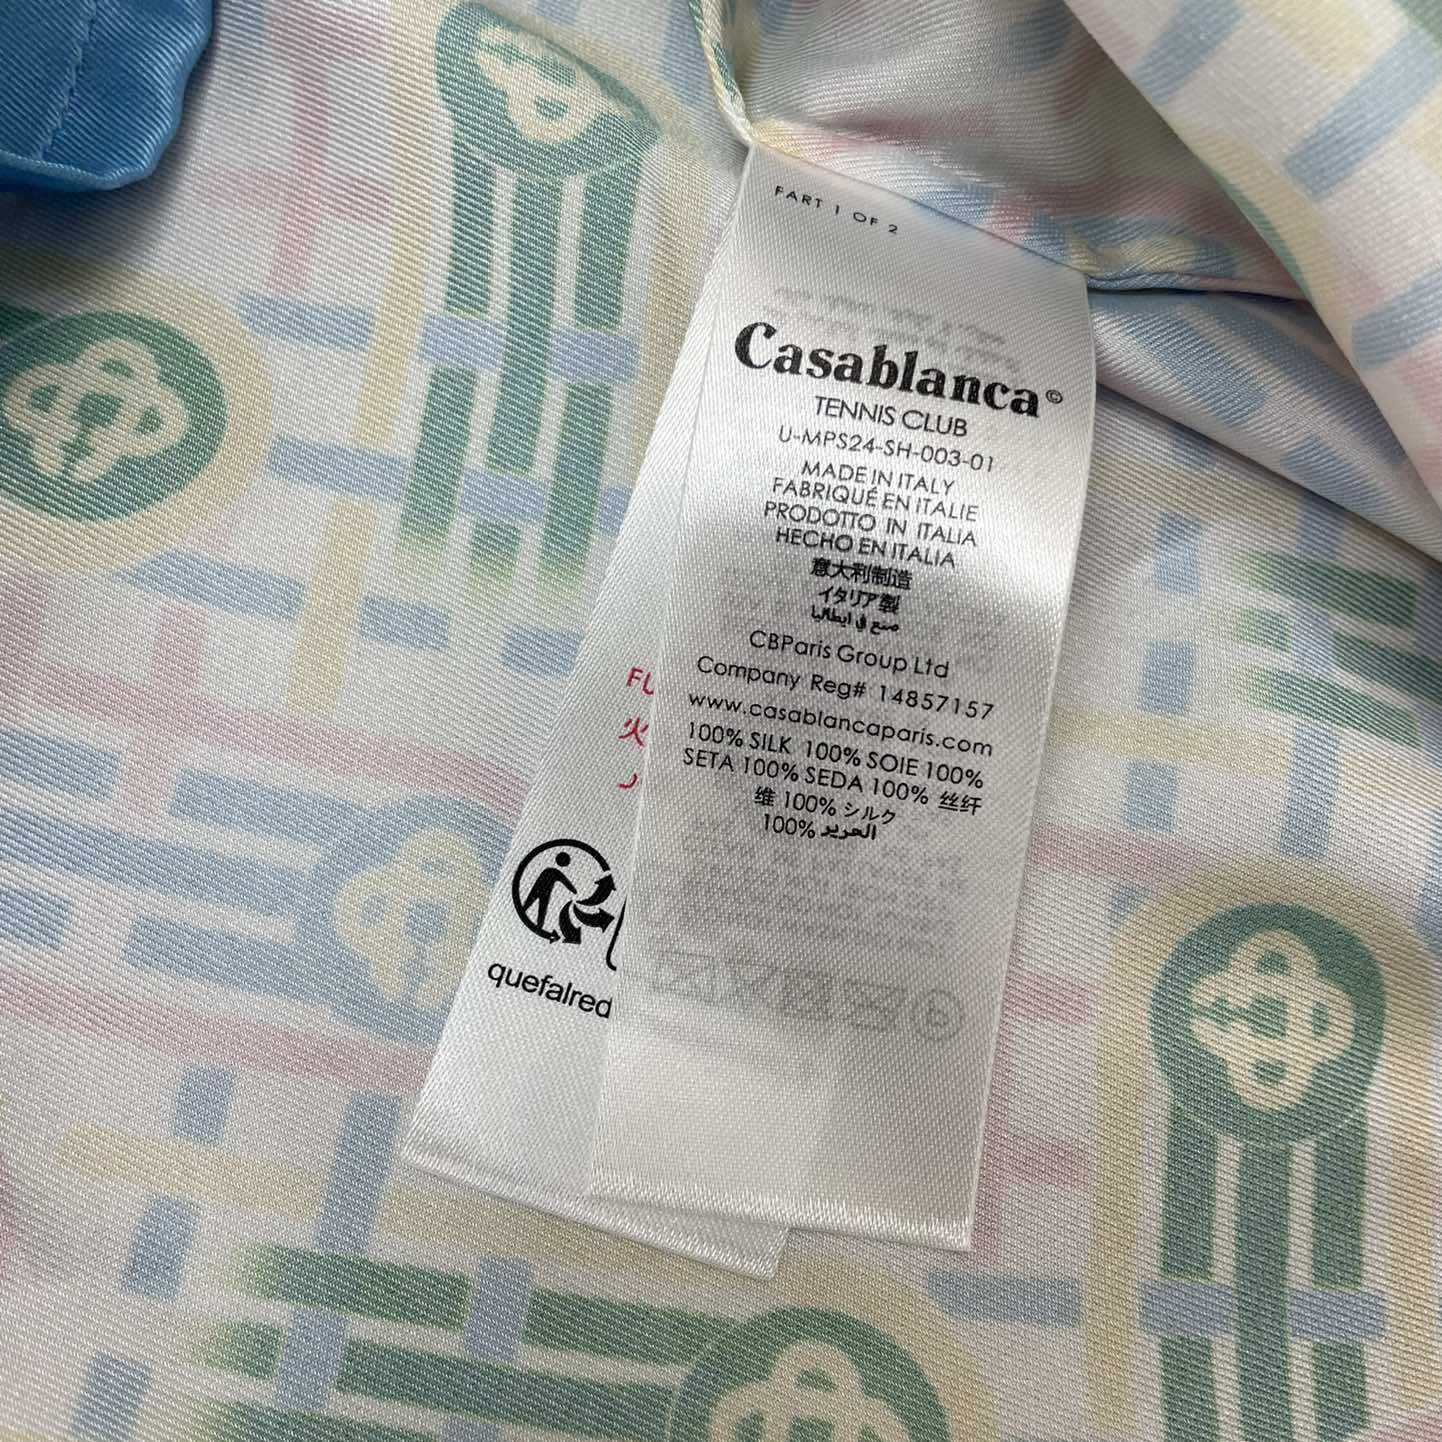 PART 1 OF 2
Casablanca©
TENNIS CLUB
U-MPS24-SH-003-01
MADE IN ITALY
FABRIQUÉ EN ITALIE
PRODOTTO IN ITALIA
HECHO EN ITALIA
意大利制造
イタリア製
صنع في ايطاليا
CBParis Group Ltd
Company Reg# 14857157
www.casablancaparis.com
100% SILK 100% SOIE 100%
SETA 100% SEDA 100% 丝纤
维 100% シルク
100% الحرير
FU
火
quefalred